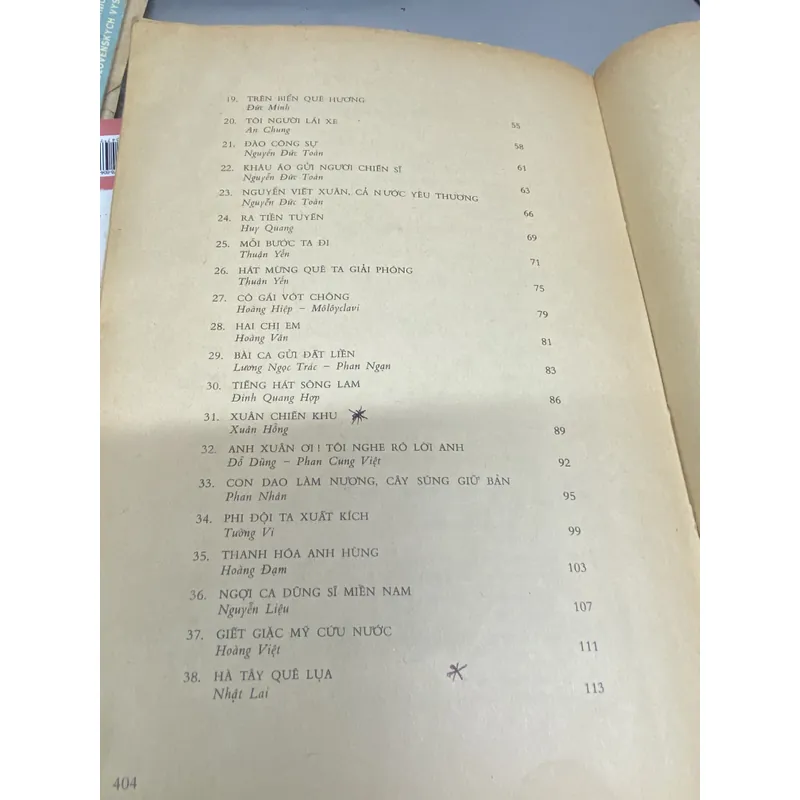 OVENSKÝCH VÝS
19. TRÊN BIỂN QUÊ HƯƠNG
Đức Minh
20. TÔI NGƯỜI LÁI XE 55
An Chung
21. ĐÀO CÔNG SỰ 58
Nguyễn Đức Toàn
22. KHÂU ÁO GỬI NGƯỜI CHIẾN SĨ 61
Nguyễn Đức Toàn
23. NGUYỄN VIẾT XUÂN, CẢ NƯỚC YÊU THƯƠNG 63
Nguyễn Đức Toàn
24. RA TIỀN TUYẾN 66
Huy Quang
25. MỖI BƯỚC TA ĐI 69
Thuận Yến
26. HÁT MỪNG QUÊ TA GIẢI PHÓNG 71
Thuận Yến
27. CÔ GÁI VÓT CHÔNG 75
Hoàng Hiệp – Môlôyclavi
28. HAI CHỊ EM 79
Hoàng Vân
29. BÀI CA GỬI ĐẤT LIỀN 81
Lương Ngọc Trác – Phan Ngạn
30. TIẾNG HÁT SÔNG LAM 83
Đinh Quang Hợp
31. XUÂN CHIẾN KHU 86
Xuân Hồng
32. ANH XUÂN ƠI ! TÔI NGHE RÕ LỜI ANH 89
Đỗ Dũng – Phan Cung Việt
33. CON DAO LÀM NƯƠNG, CÂY SÚNG GIỮ BẢN 92
Phan Nhân
34. PHI ĐỘI TA XUẤT KÍCH 95
Tường Vi
35. THANH HÓA ANH HÙNG 99
Hoàng Đạm
36. NGỢI CA DŨNG SĨ MIỀN NAM 103
Nguyễn Liệu
37. GIẾT GIẶC MỸ CỨU NƯỚC 107
Hoàng Việt
38. HÀ TÂY QUÊ LỤA 111
Nhật Lai 113
404